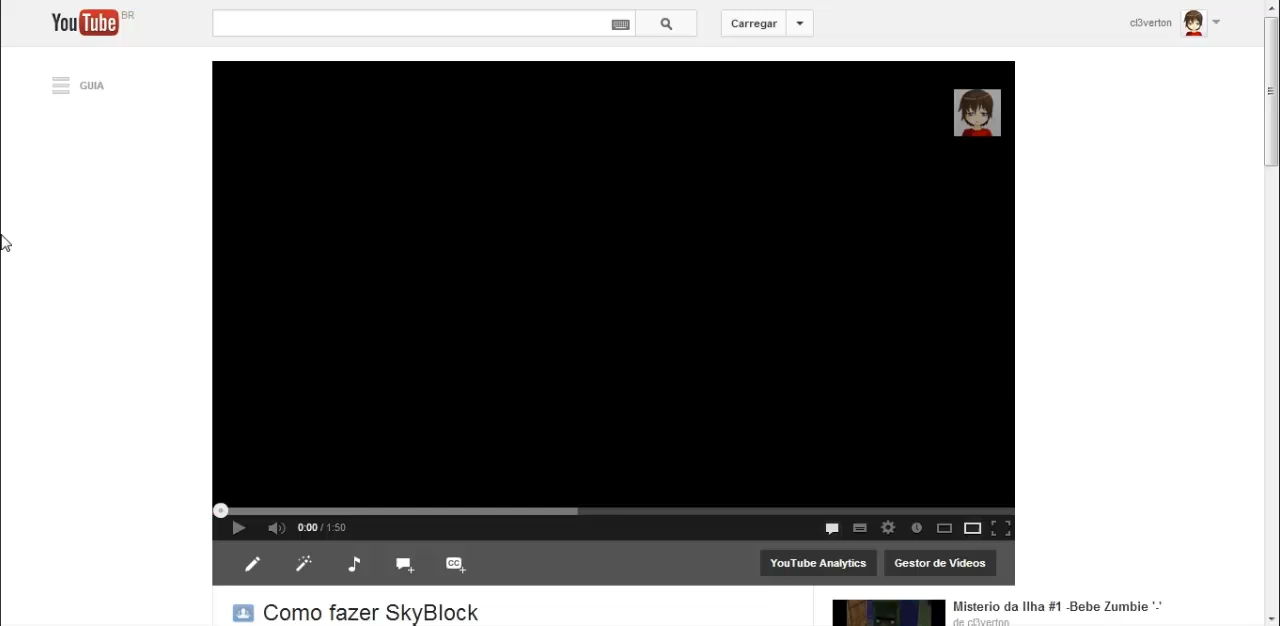 YouTube BR
Carregar
cl3verton
GUIA
0:00 / 1:50
CC
YouTube Analytics
Gestor de Vídeos
Como fazer SkyBlock
Misterio da Ilha #1 -Bebe Zumbie '-'
de cl3verton